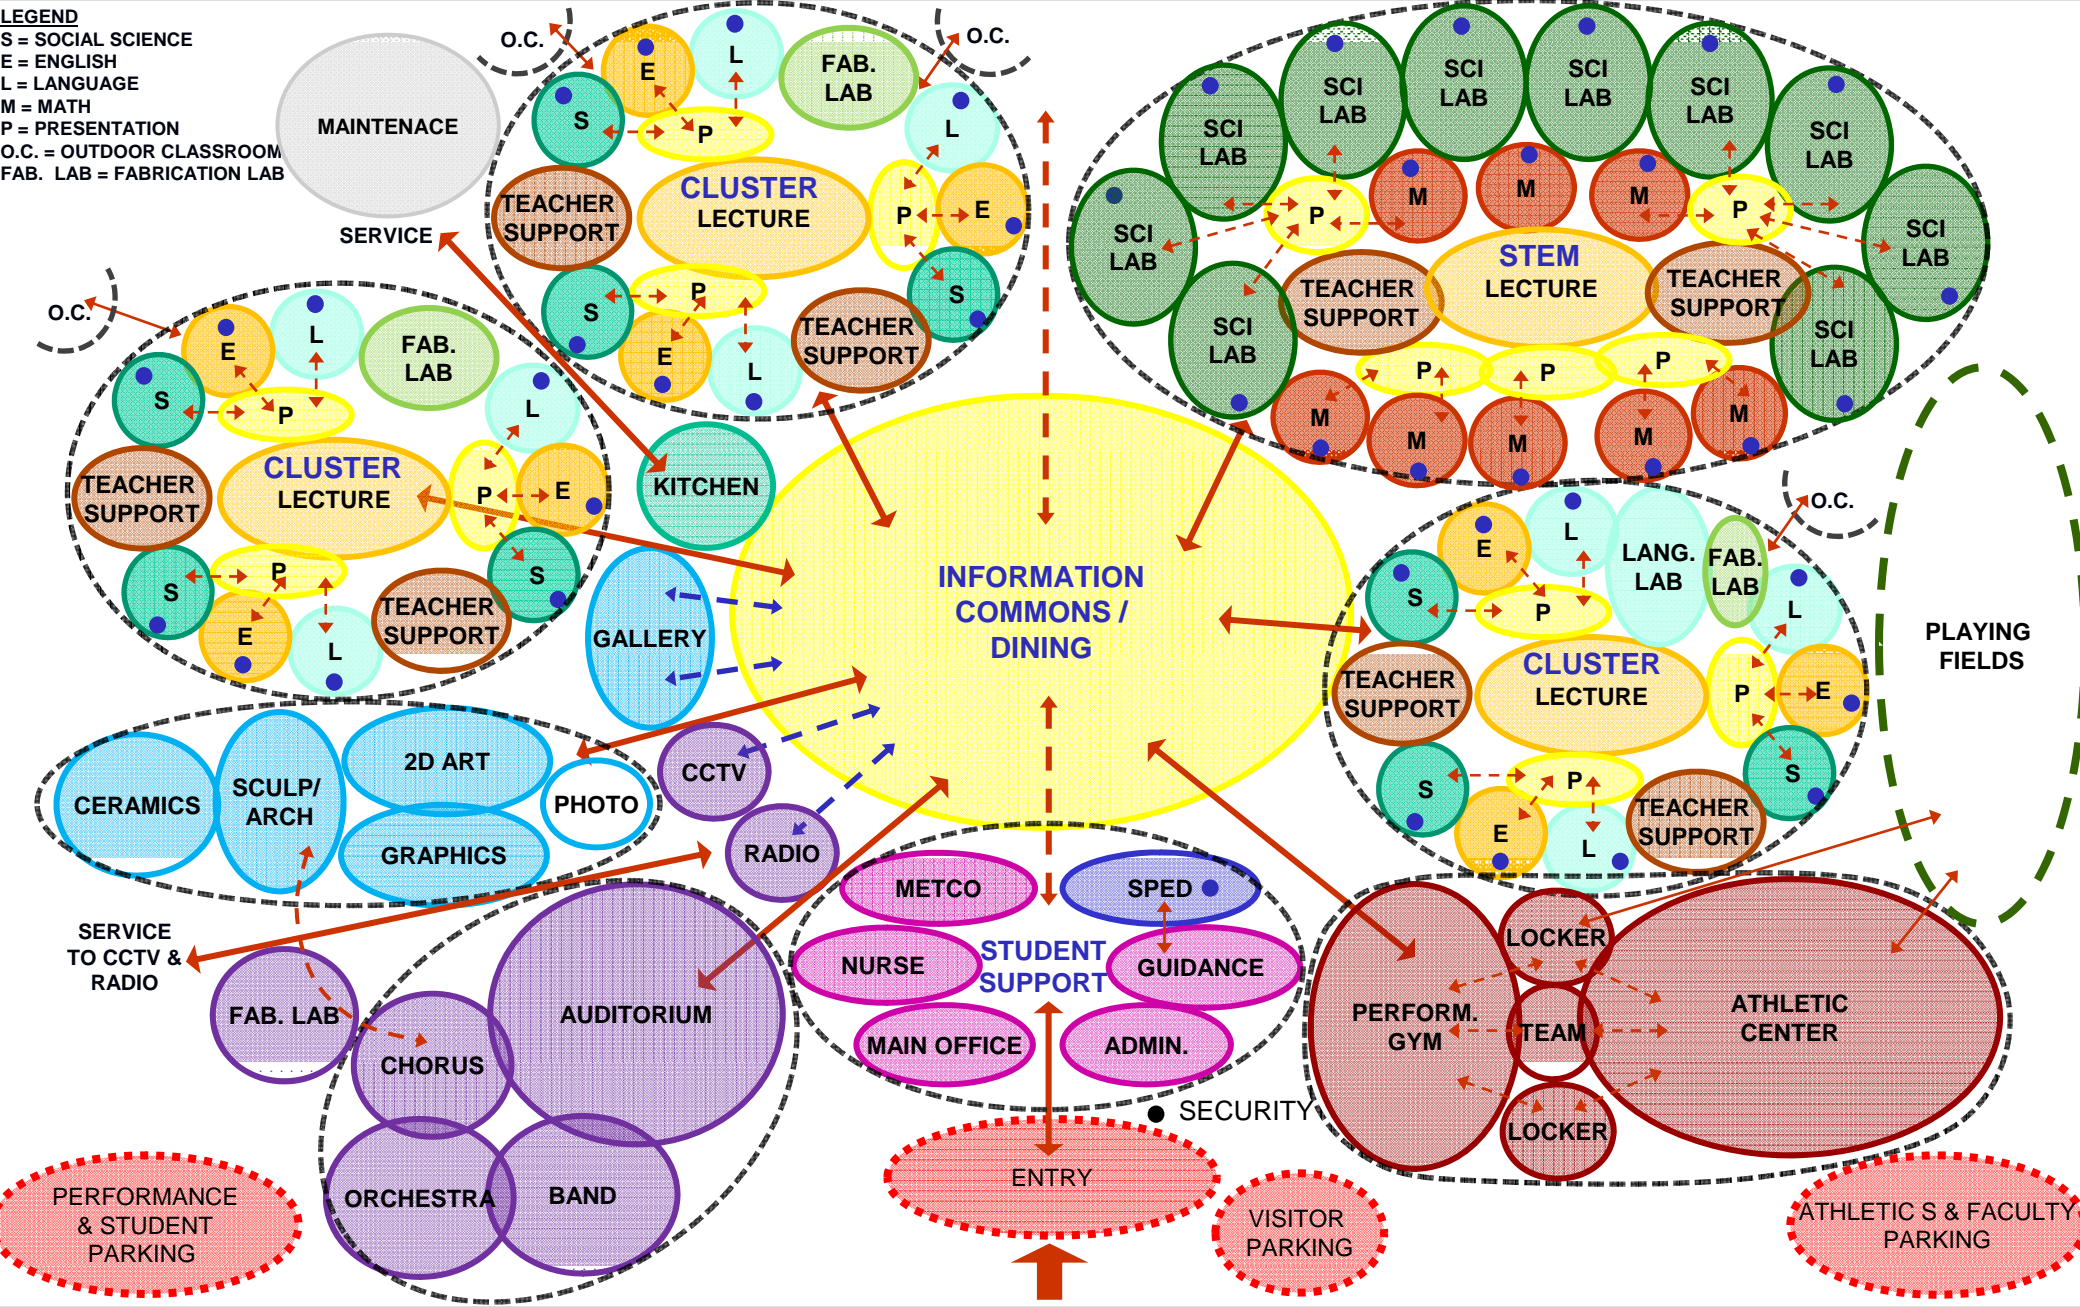 LEGEND
S = SOCIAL SCIENCE
E = ENGLISH
L = LANGUAGE
M = MATH
P = PRESENTATION
O.C. = OUTDOOR CLASSROOM
FAB. LAB = FABRICATION LAB
MAINTENACE
SERVICE
O.C.
O.C.
E
L
FAB.
LAB
S
P
L
TEACHER
SUPPORT
CLUSTER
LECTURE
P
E
S
P
S
E
L
TEACHER
SUPPORT
SCI
LAB
SCI
LAB
SCI
LAB
SCI
LAB
SCI
LAB
SCI
LAB
SCI
LAB
SCI
LAB
SCI
LAB
SCI
LAB
P
M
M
M
P
TEACHER
SUPPORT
STEM
LECTURE
TEACHER
SUPPORT
P
P
P
M
M
M
M
M
O.C.
E
L
FAB.
LAB
S
P
L
TEACHER
SUPPORT
CLUSTER
LECTURE
P
E
S
P
S
E
L
TEACHER
SUPPORT
KITCHEN
GALLERY
INFORMATION
COMMONS /
DINING
O.C.
E
L
LANG.
LAB
FAB.
LAB
S
P
L
TEACHER
SUPPORT
CLUSTER
LECTURE
P
E
S
P
S
E
L
TEACHER
SUPPORT
PLAYING
FIELDS
CERAMICS
SCULP/
ARCH
2D ART
GRAPHICS
PHOTO
CCTV
RADIO
SERVICE
TO CCTV &
RADIO
FAB. LAB
CHORUS
AUDITORIUM
ORCHESTRA
BAND
METCO
SPED
NURSE
STUDENT
SUPPORT
GUIDANCE
MAIN OFFICE
ADMIN.
SECURITY
ENTRY
PERFORM.
GYM
LOCKER
TEAM
LOCKER
ATHLETIC
CENTER
PERFORMANCE
& STUDENT
PARKING
VISITOR
PARKING
ATHLETIC S & FACULTY
PARKING